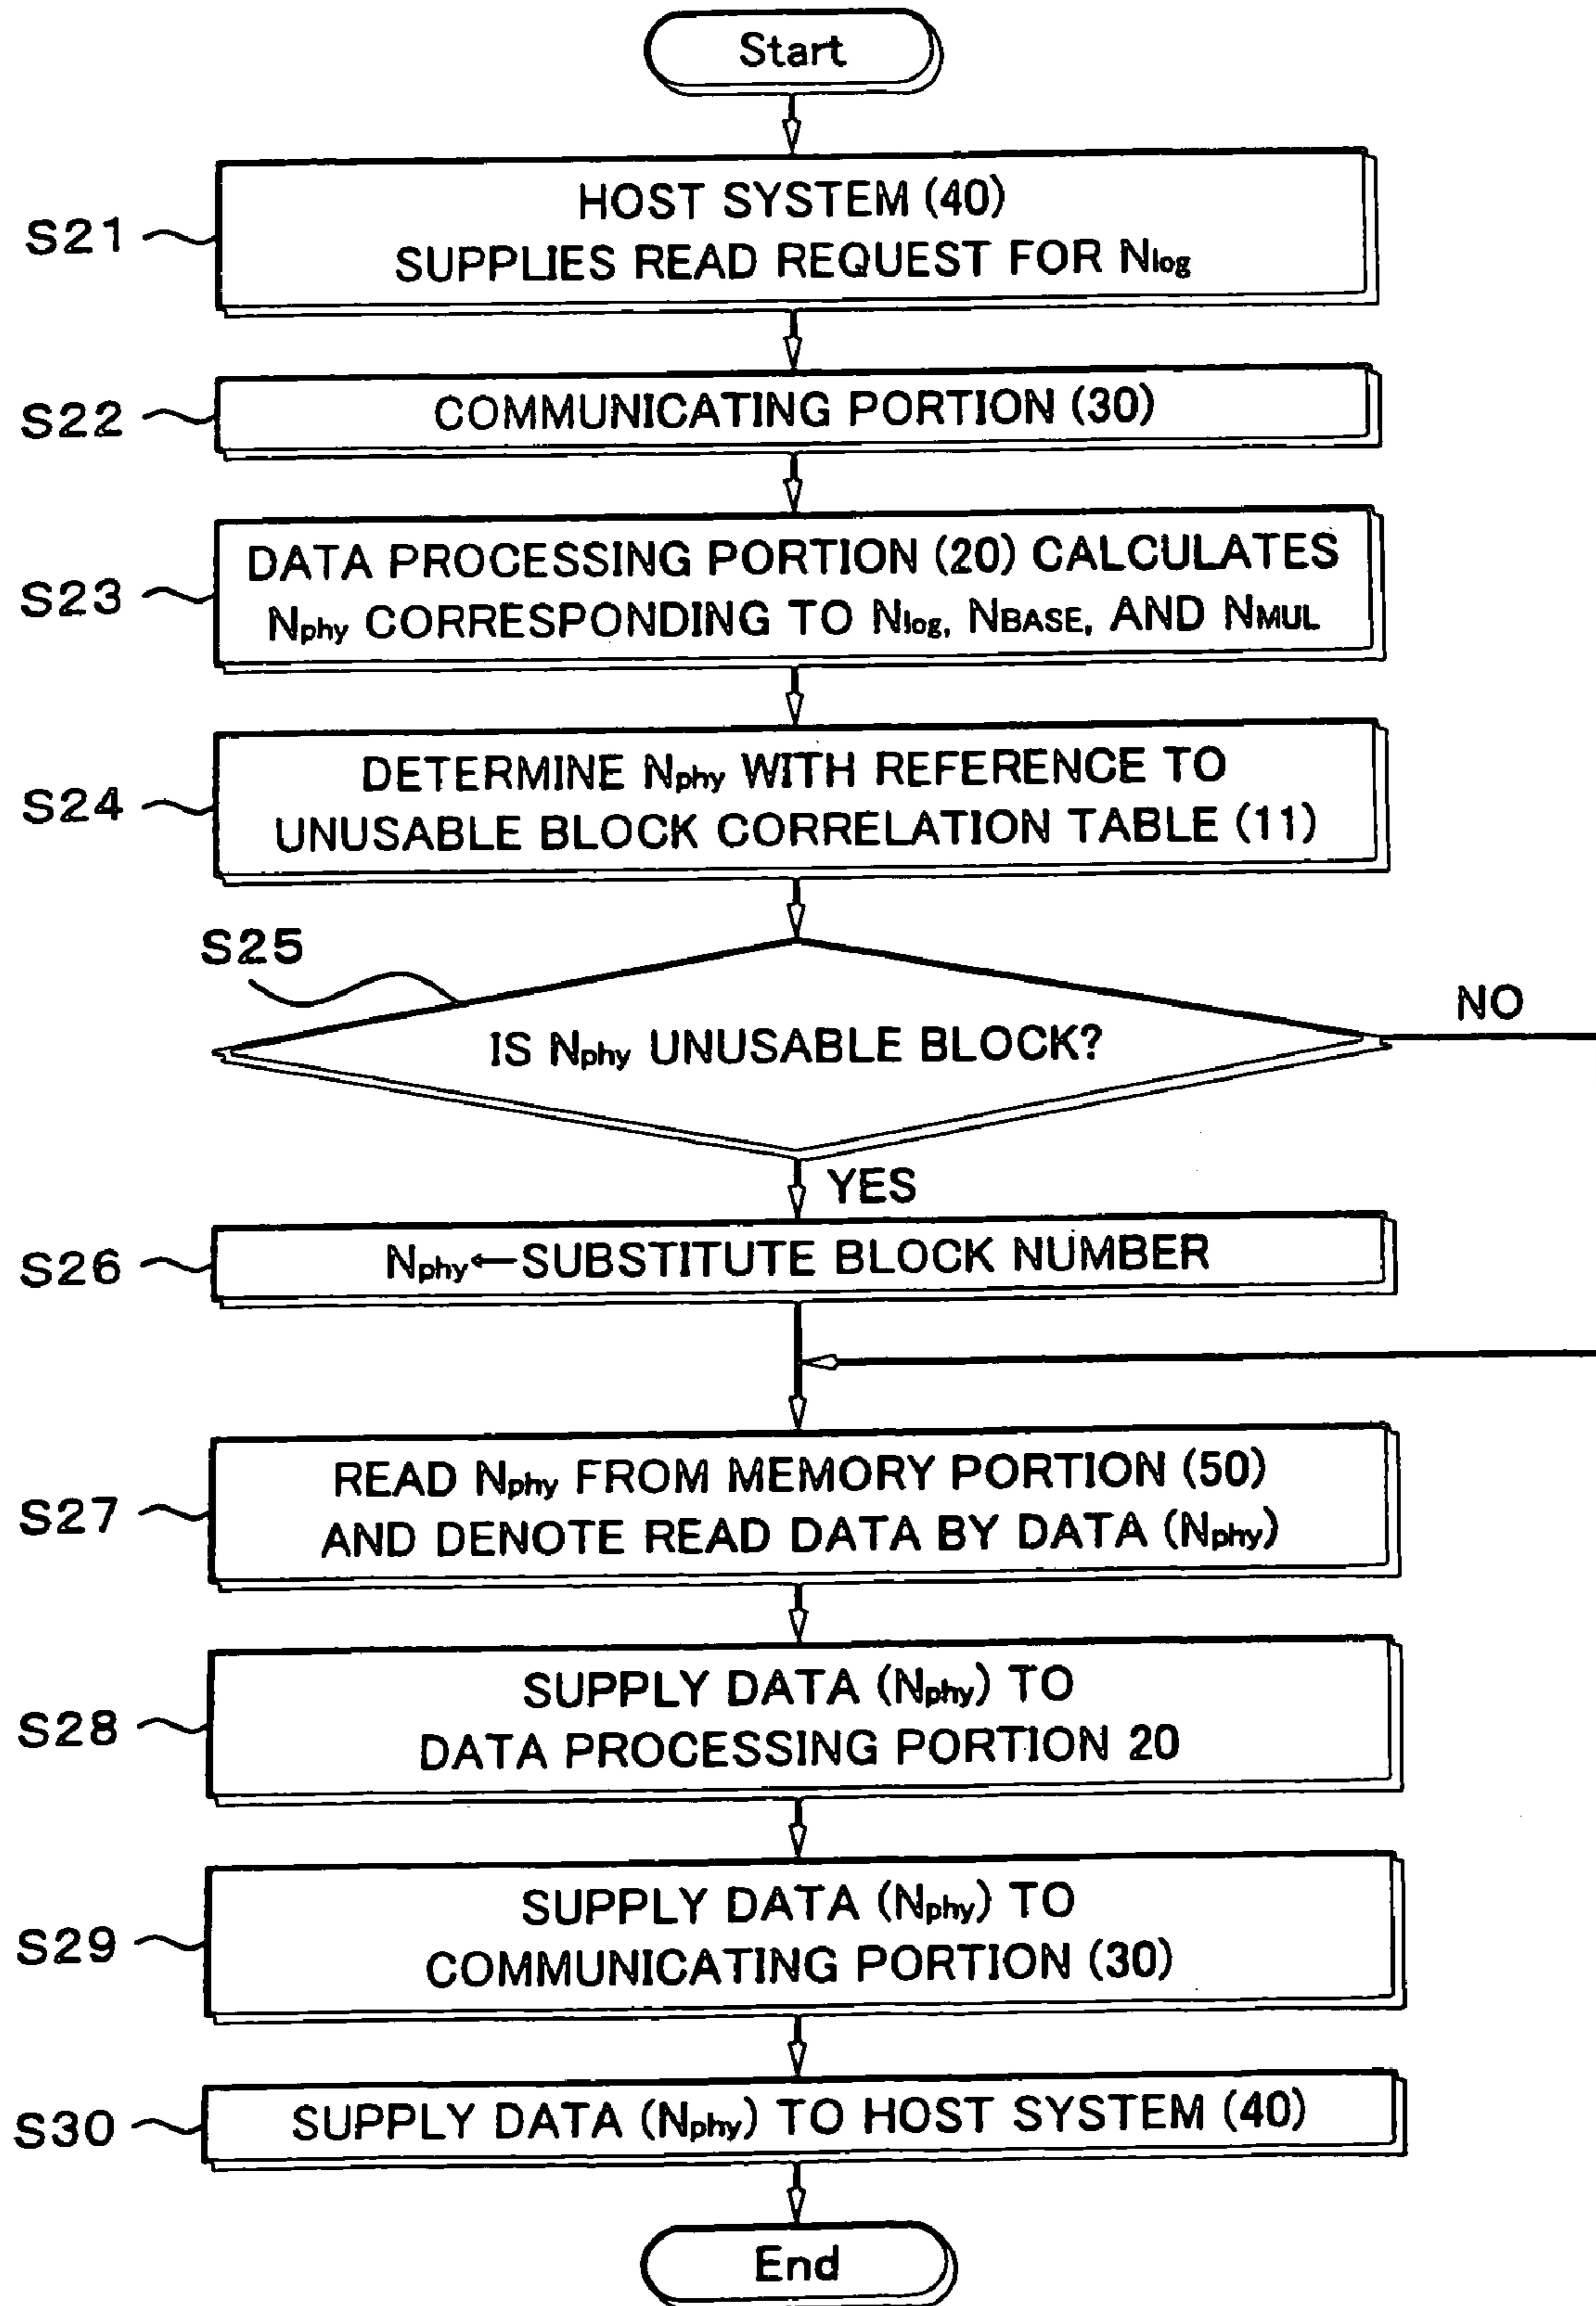 Start
S21
HOST SYSTEM (40)
SUPPLIES READ REQUEST FOR Nlog
S22
COMMUNICATING PORTION (30)
S23
DATA PROCESSING PORTION (20) CALCULATES
Nphy CORRESPONDING TO Nlog, NBASE, AND NMUL
S24
DETERMINE Nphy WITH REFERENCE TO
UNUSABLE BLOCK CORRELATION TABLE (11)
S25
IS Nphy UNUSABLE BLOCK?
NO
YES
S26
Nphy←SUBSTITUTE BLOCK NUMBER
S27
READ Nphy FROM MEMORY PORTION (50)
AND DENOTE READ DATA BY DATA (Nphy)
S28
SUPPLY DATA (Nphy) TO
DATA PROCESSING PORTION 20
S29
SUPPLY DATA (Nphy) TO
COMMUNICATING PORTION (30)
S30
SUPPLY DATA (Nphy) TO HOST SYSTEM (40)
End